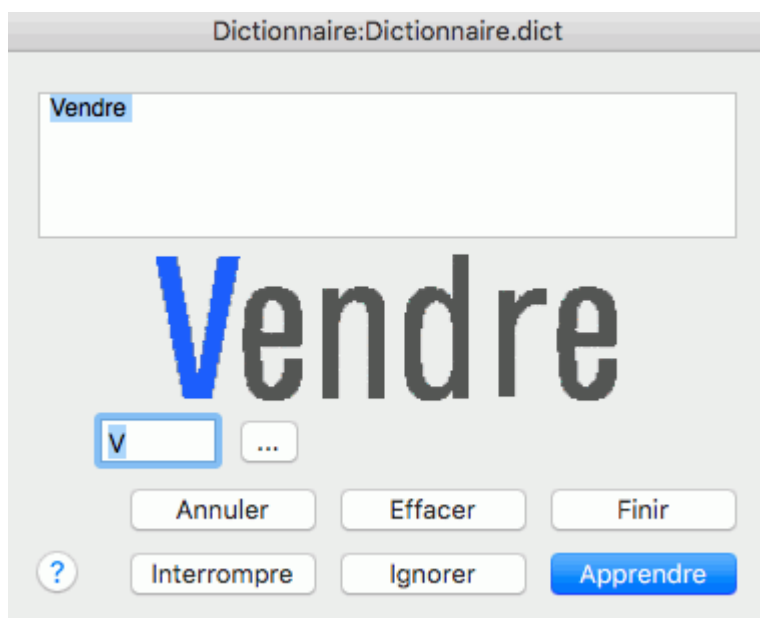 Dictionnaire:Dictionnaire.dict
Vendre
Vendre
V
...
Annuler
Effacer
Finir
?
Interrompre
Ignorer
Apprendre